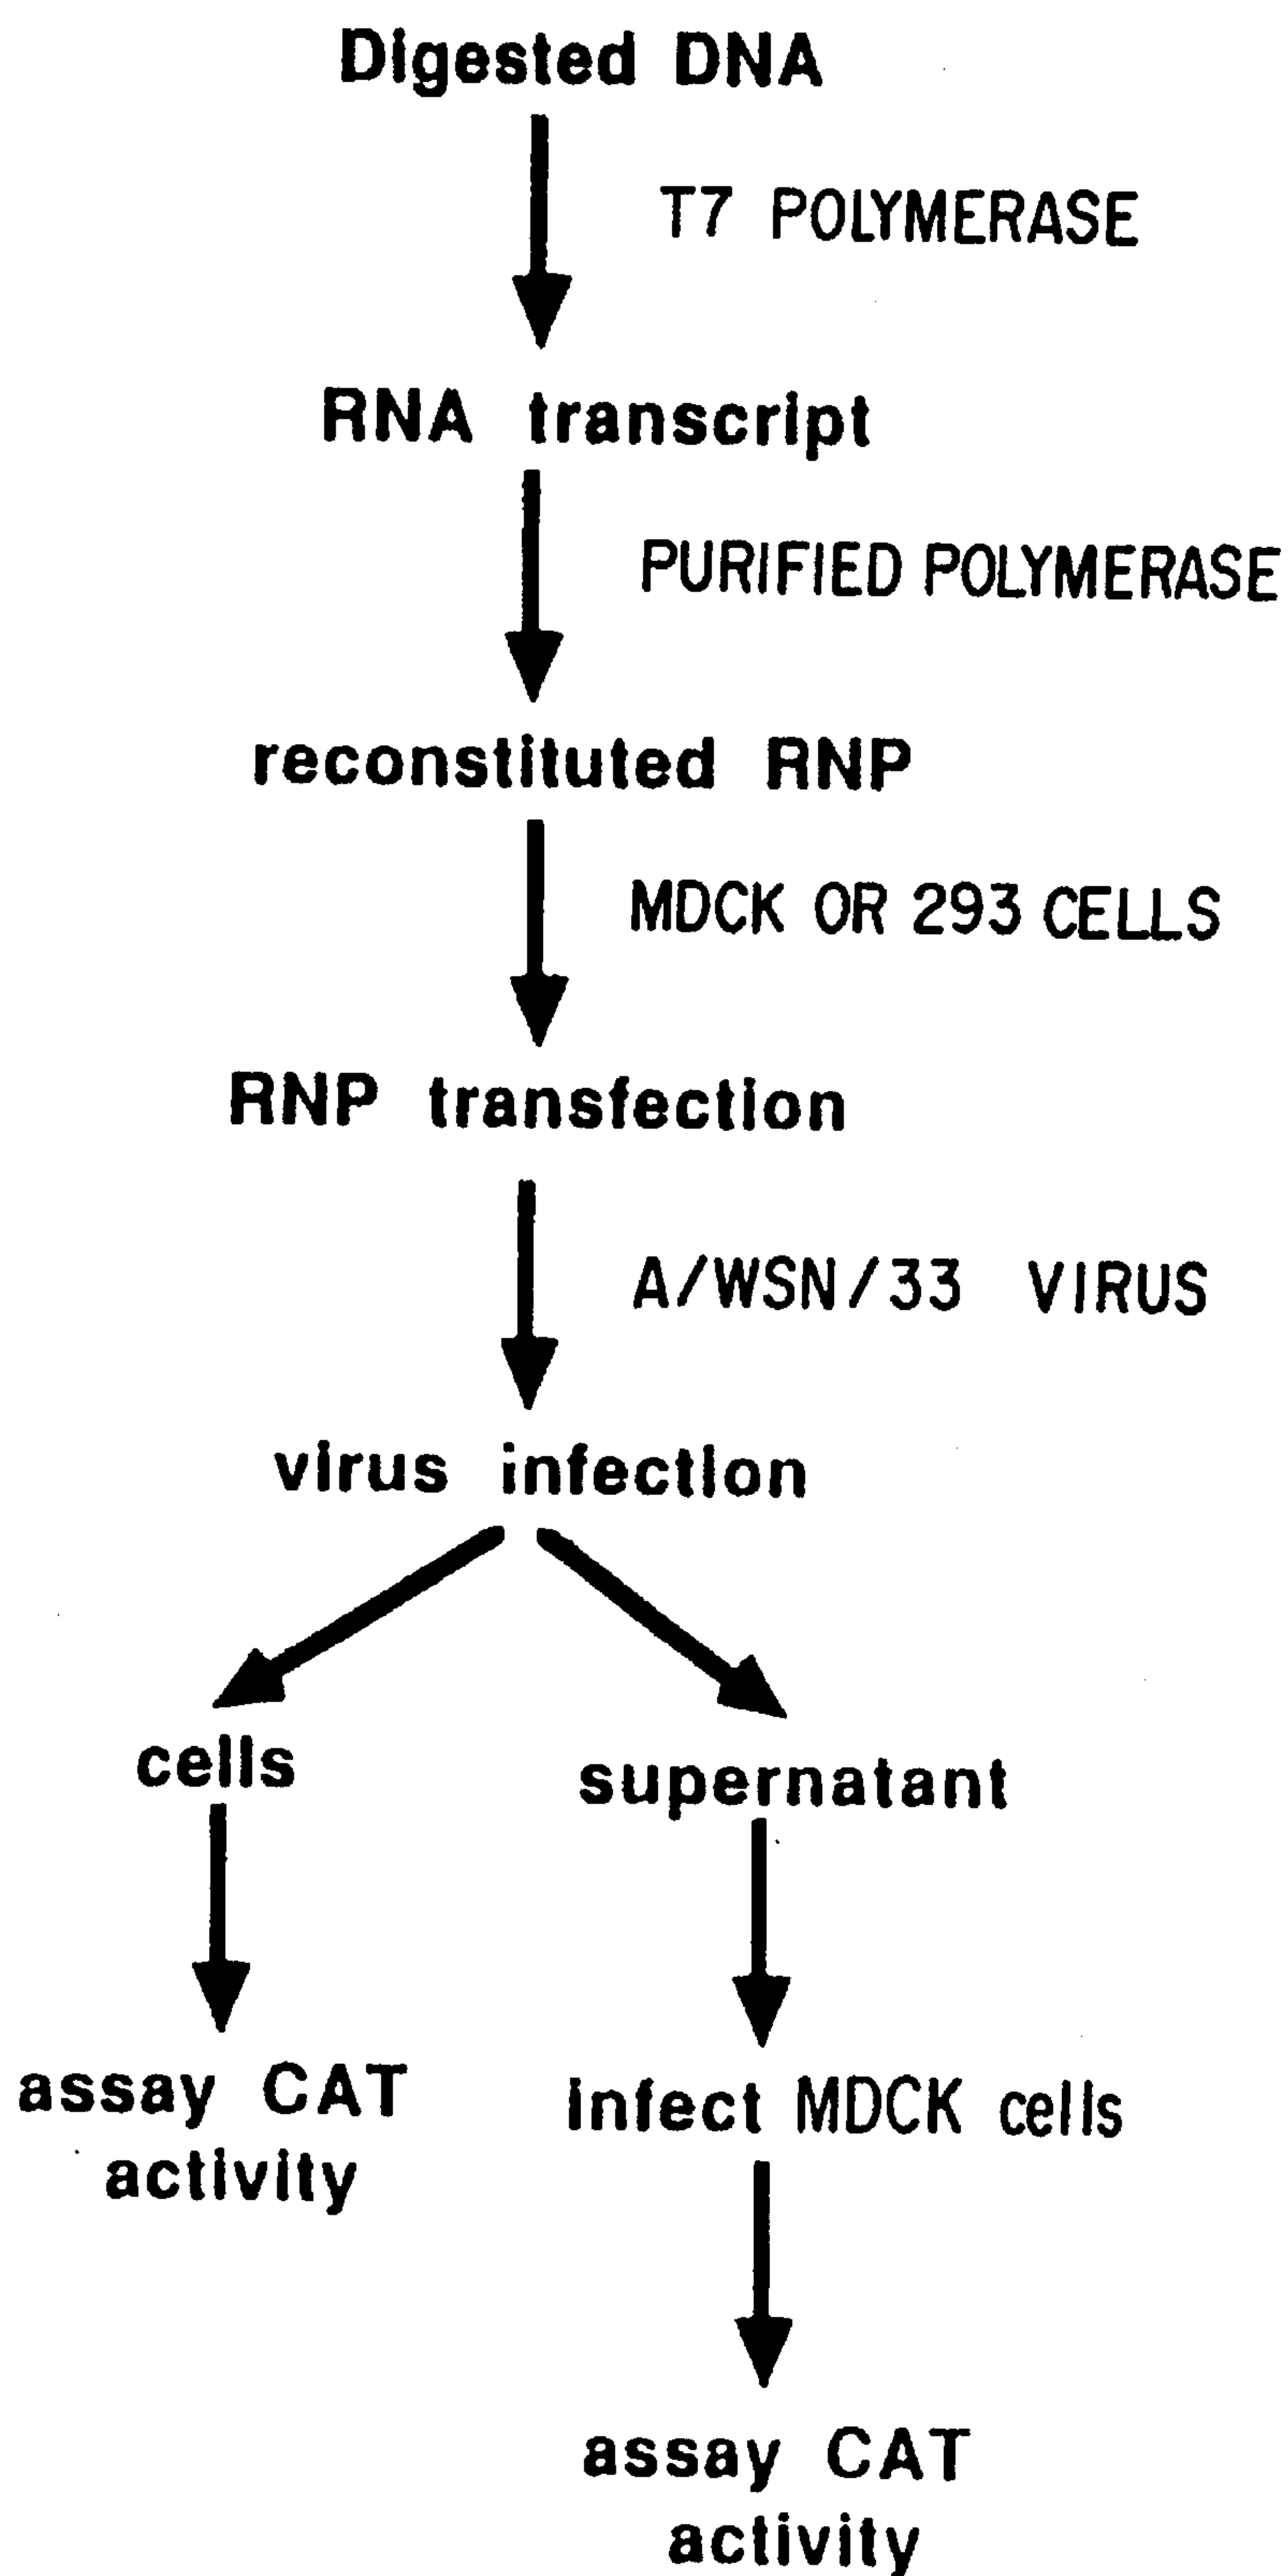 Digested DNA
T7 POLYMERASE
RNA transcript
PURIFIED POLYMERASE
reconstituted RNP
MDCK OR 293 CELLS
RNP transfection
A/WSN/33 VIRUS
virus infection
cells
supernatant
assay CAT
activity
infect MDCK cells
assay CAT
activity